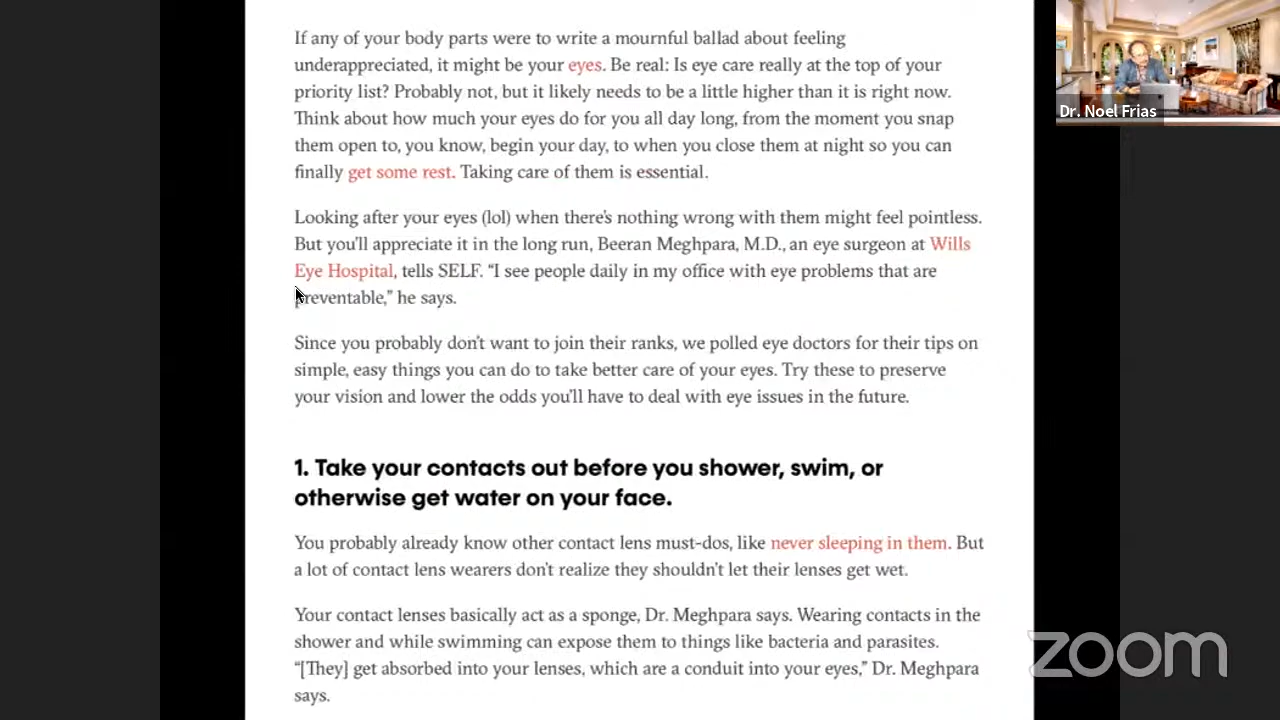 If any of your body parts were to write a mournful ballad about feeling
underappreciated, it might be your eyes. Be real: Is eye care really at the top of your
priority list? Probably not, but it likely needs to be a little higher than it is right now.
Think about how much your eyes do for you all day long, from the moment you snap
them open to, you know, begin your day, to when you close them at night so you can
finally get some rest. Taking care of them is essential.
Looking after your eyes (lol) when there's nothing wrong with them might feel pointless.
But you'll appreciate it in the long run, Beeran Meghpara, M.D., an eye surgeon at Wills
Eye Hospital, tells SELF. “I see people daily in my office with eye problems that are
preventable,” he says.
Since you probably don't want to join their ranks, we polled eye doctors for their tips on
simple, easy things you can do to take better care of your eyes. Try these to preserve
your vision and lower the odds you'll have to deal with eye issues in the future.
1. Take your contacts out before you shower, swim, or
otherwise get water on your face.
You probably already know other contact lens must-dos, like never sleeping in them. But
a lot of contact lens wearers don't realize they shouldn't let their lenses get wet.
Your contact lenses basically act as a sponge, Dr. Meghpara says. Wearing contacts in the
shower and while swimming can expose them to things like bacteria and parasites.
“[They] get absorbed into your lenses, which are a conduit into your eyes,” Dr. Meghpara
says.
Dr. Noel Frias
zoom